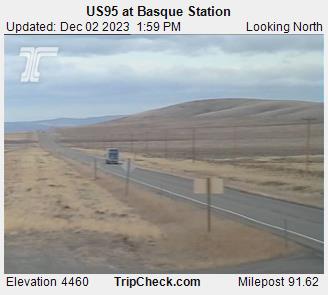 US95 at Basque Station
Updated: Dec 02 2023 1:59 PM Looking North
Elevation 4460 TripCheck.com Milepost 91.62